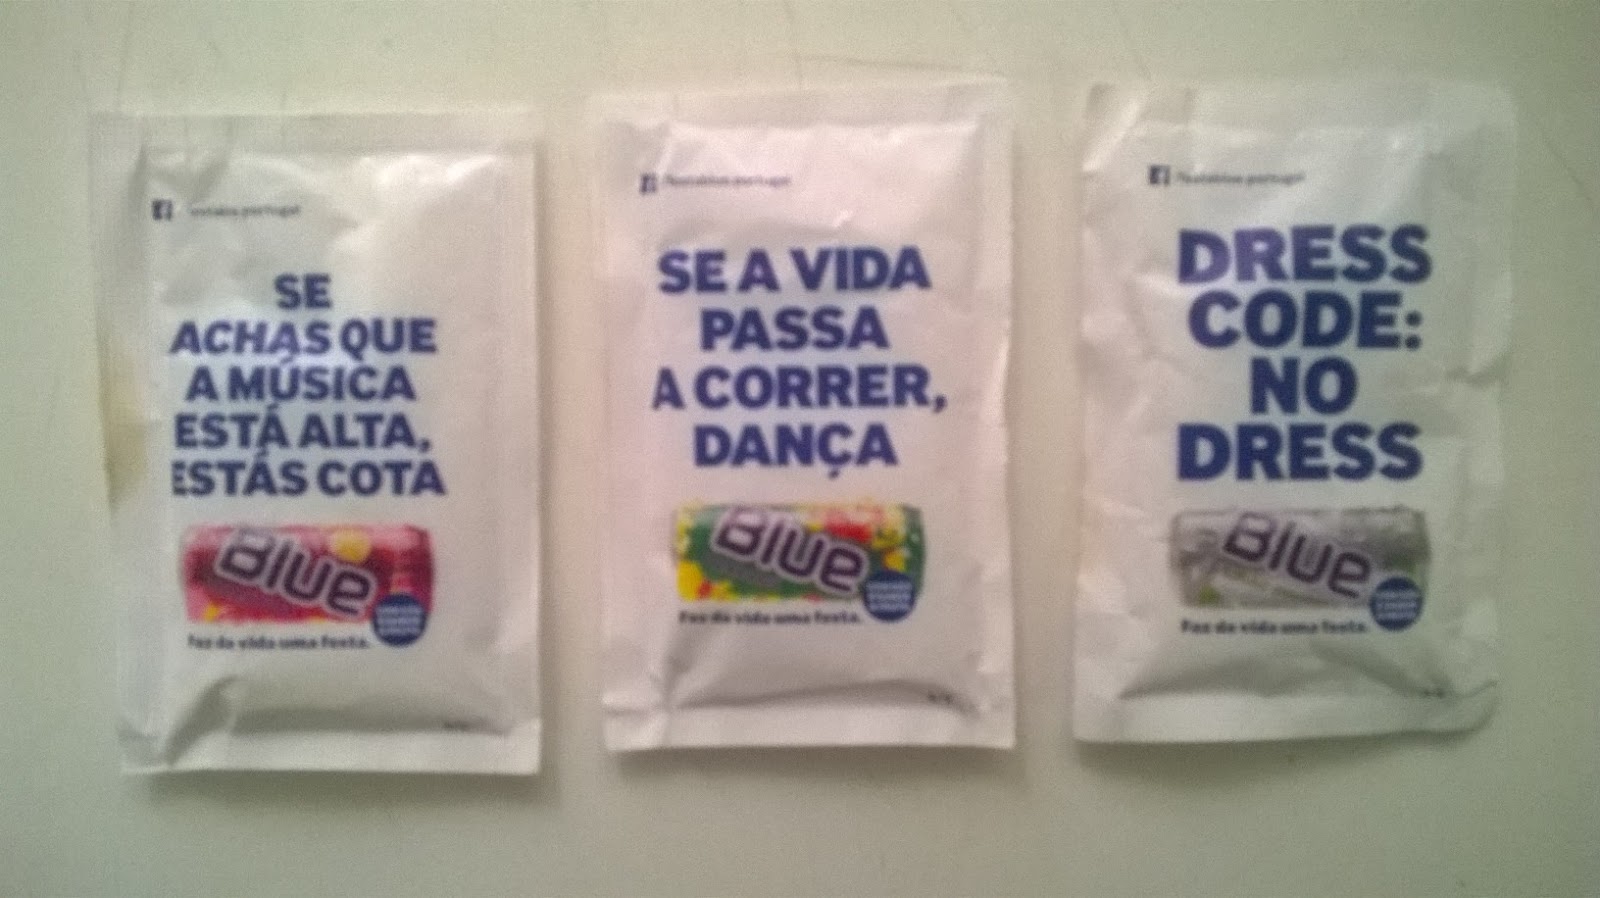 SE
ACHAS QUE
A MÚSICA
ESTÁ ALTA,
ESTÁS COTA
Blue
Faz da vida uma festa.
SE A VIDA
PASSA
A CORRER,
DANÇA
Blue
Faz da vida uma festa.
DRESS
CODE:
NO
DRESS
Blue
Faz da vida uma festa.